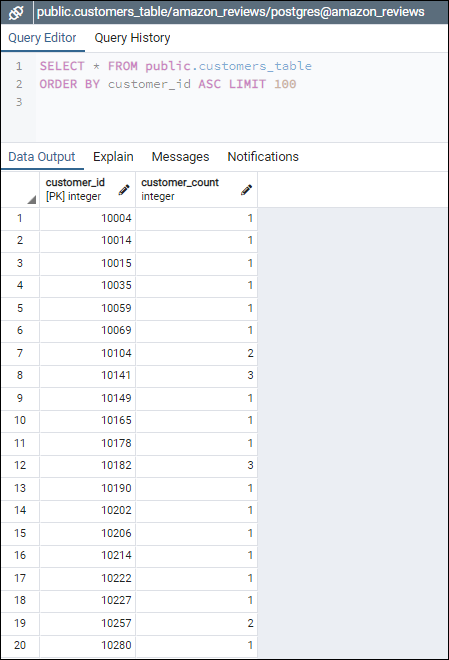 public.customers_table/amazon_reviews/postgres@amazon_reviews
Query Editor Query History
1 SELECT * FROM public.customers_table
2 ORDER BY customer_id ASC LIMIT 100
3
Data Output Explain Messages Notifications
customer_id customer_count
[PK] integer integer
1 10004 1
2 10014 1
3 10015 1
4 10035 1
5 10059 1
6 10069 1
7 10104 2
8 10141 3
9 10149 1
10 10165 1
11 10178 1
12 10182 3
13 10190 1
14 10202 1
15 10206 1
16 10214 1
17 10222 1
18 10227 1
19 10257 2
20 10280 1